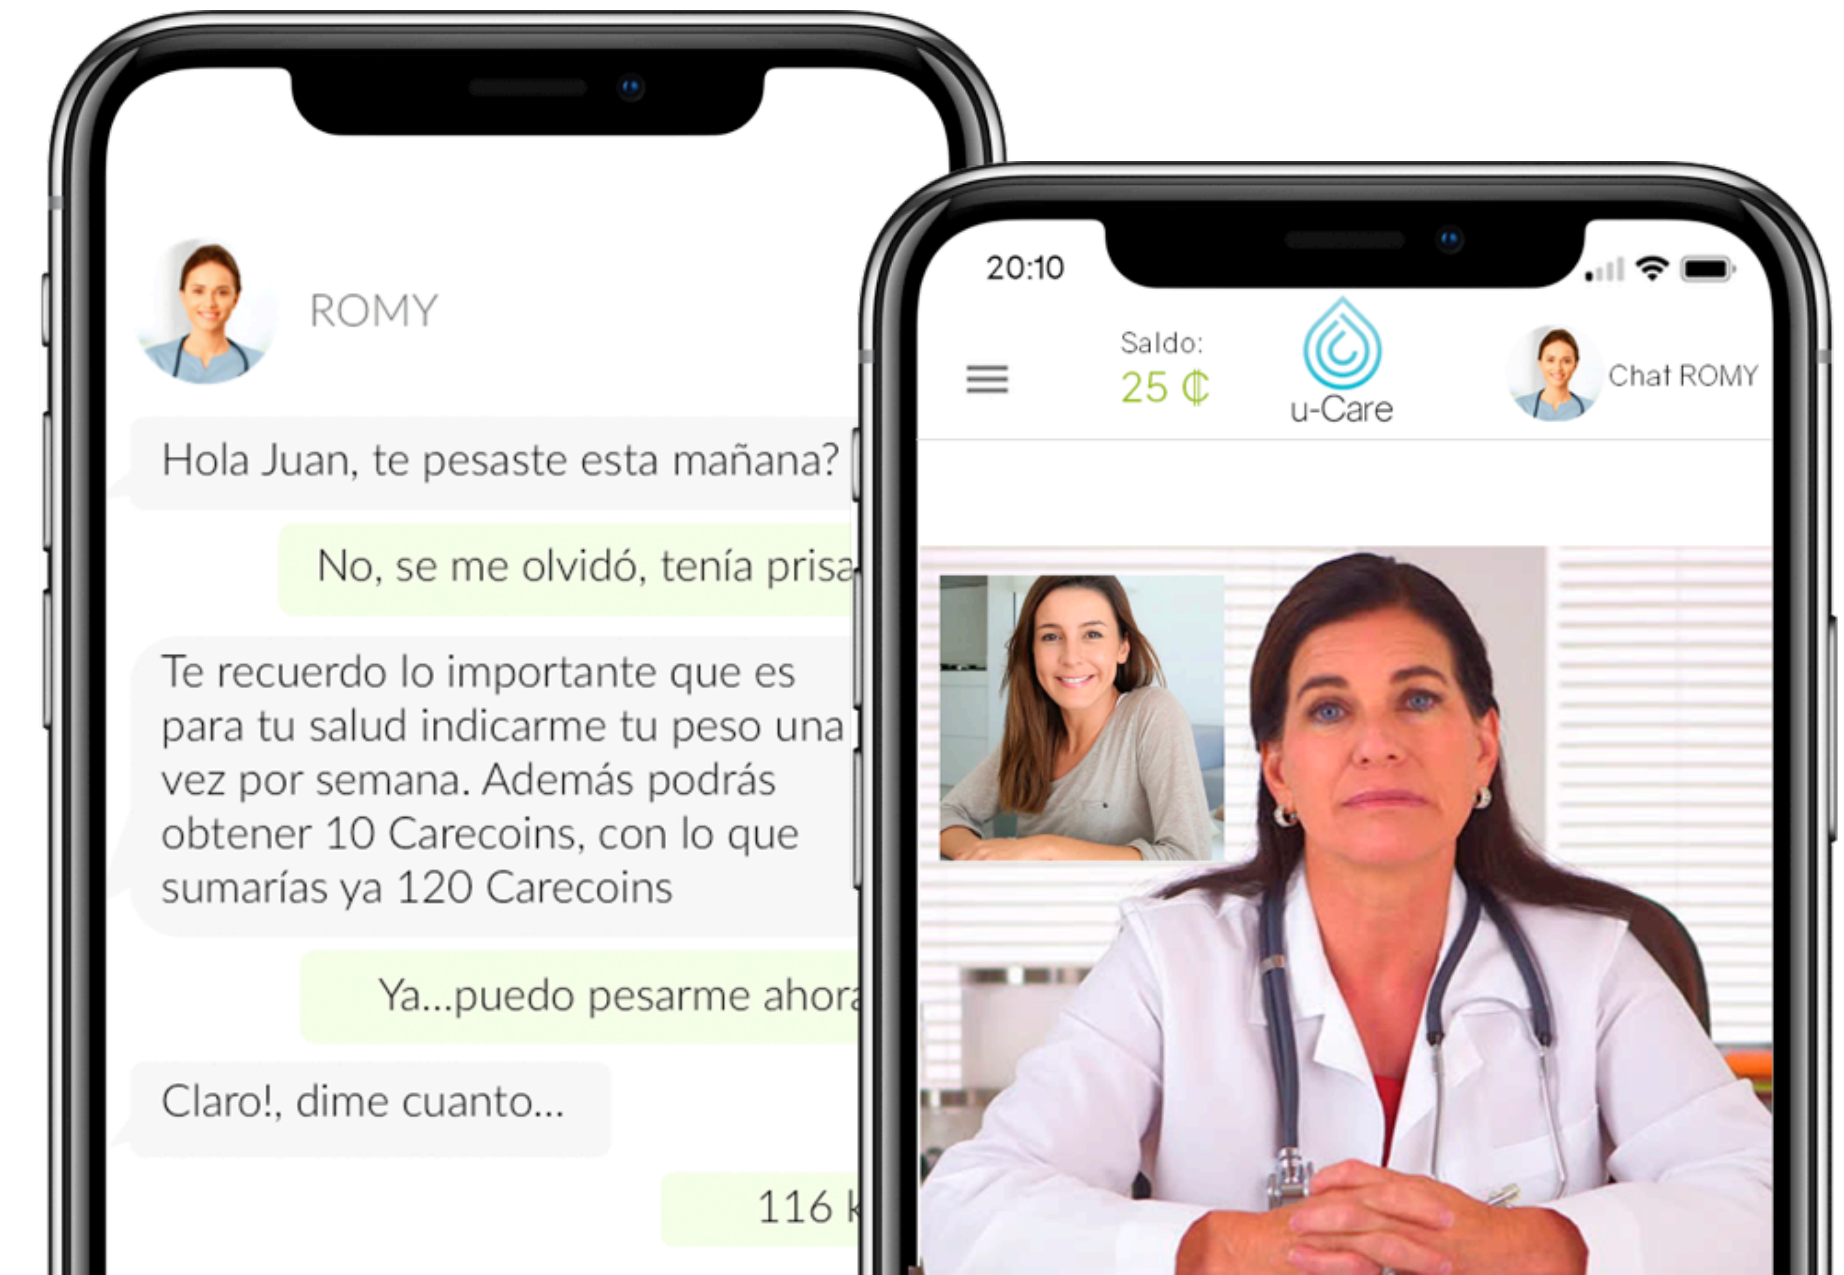 ROMY
Hola Juan, te pesaste esta mañana?
No, se me olvidó, tenía prisa
Te recuerdo lo importante que es
para tu salud indicarme tu peso una
vez por semana. Además podrás
obtener 10 Carecoins, con lo que
sumarías ya 120 Carecoins
Ya...puedo pesarme ahora
Claro!, dime cuanto...
116 k
20:10
Saldo:
25 ₵
u-Care
Chat ROMY